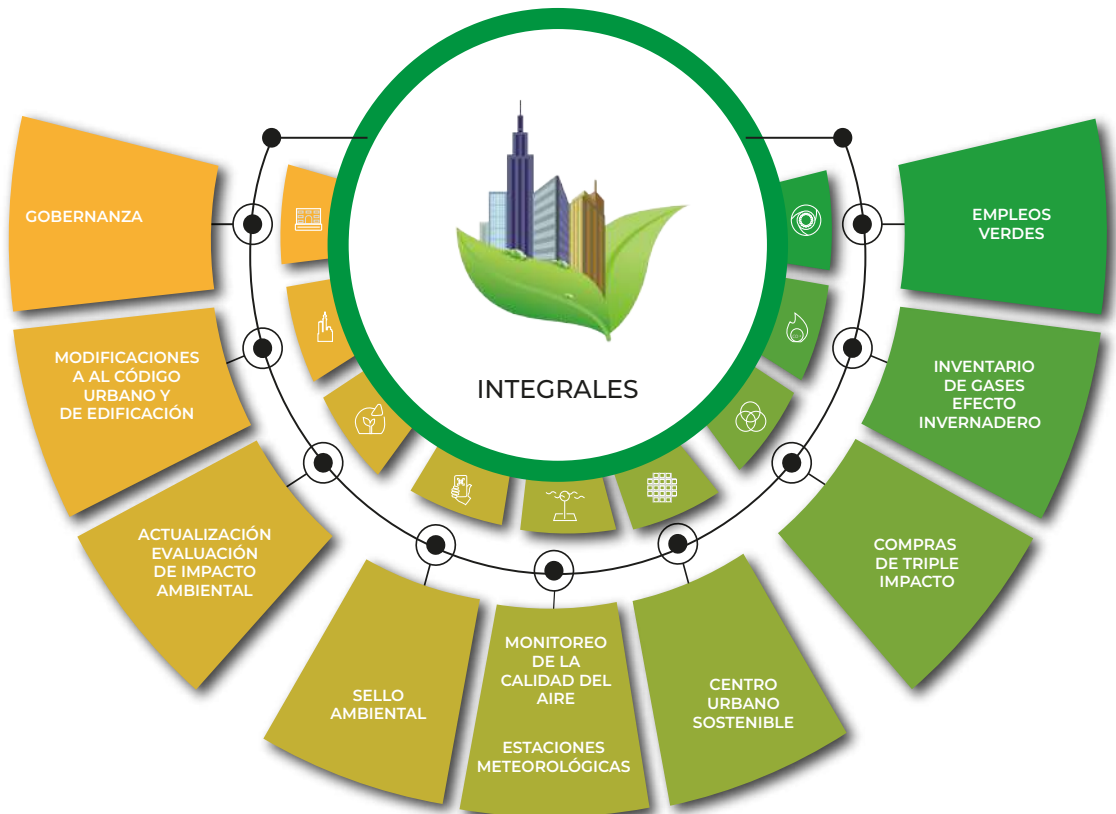 INTEGRALES
GOBERNANZA
MODIFICACIONES
A AL CÓDIGO
URBANO Y
DE EDIFICACIÓN
ACTUALIZACIÓN
EVALUACIÓN
DE IMPACTO
AMBIENTAL
SELLO
AMBIENTAL
MONITOREO
DE LA
CALIDAD DEL
AIRE
ESTACIONES
METEOROLÓGICAS
CENTRO
URBANO
SOSTENIBLE
COMPRAS
DE TRIPLE
IMPACTO
INVENTARIO
DE GASES
EFECTO
INVERNADERO
EMPLEOS
VERDES